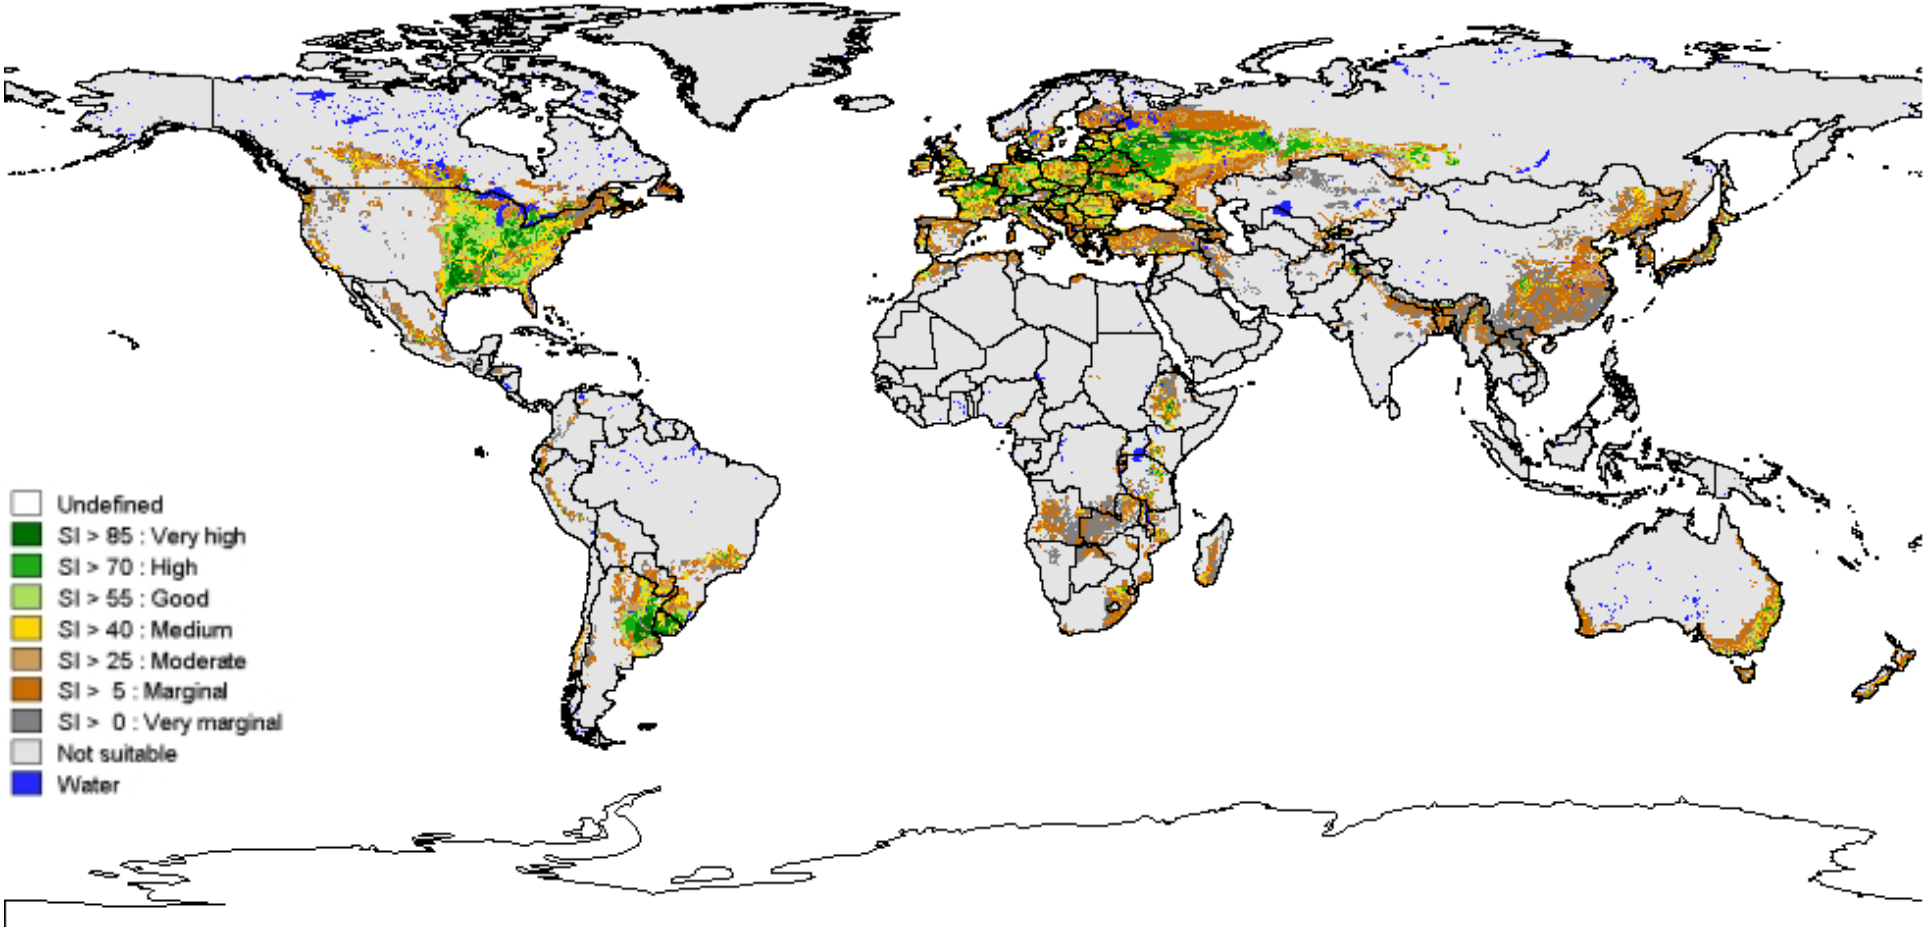 Undefined
SI > 85 : Very high
SI > 70 : High
SI > 55 : Good
SI > 40 : Medium
SI > 25 : Moderate
SI > 5 : Marginal
SI > 0 : Very marginal
Not suitable
Water